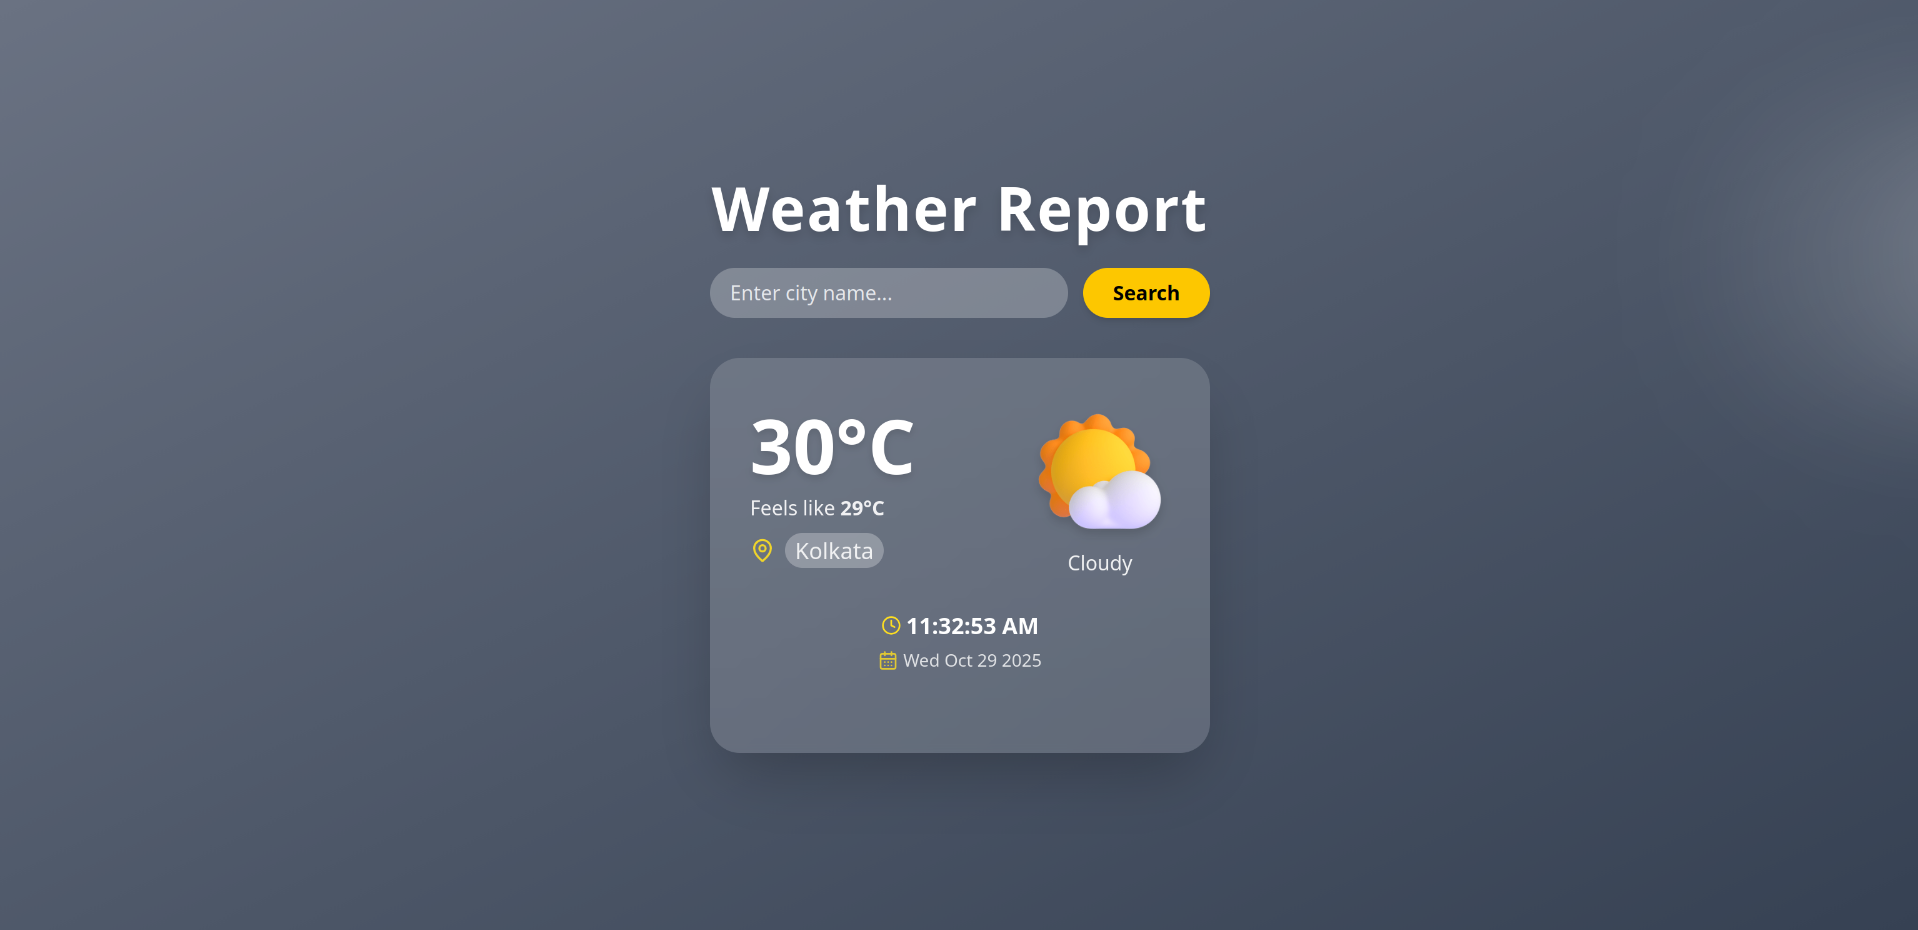 Weather Report
Enter city name...
Search
30°C
Feels like 29°C
Kolkata
Cloudy
11:32:53 AM
Wed Oct 29 2025